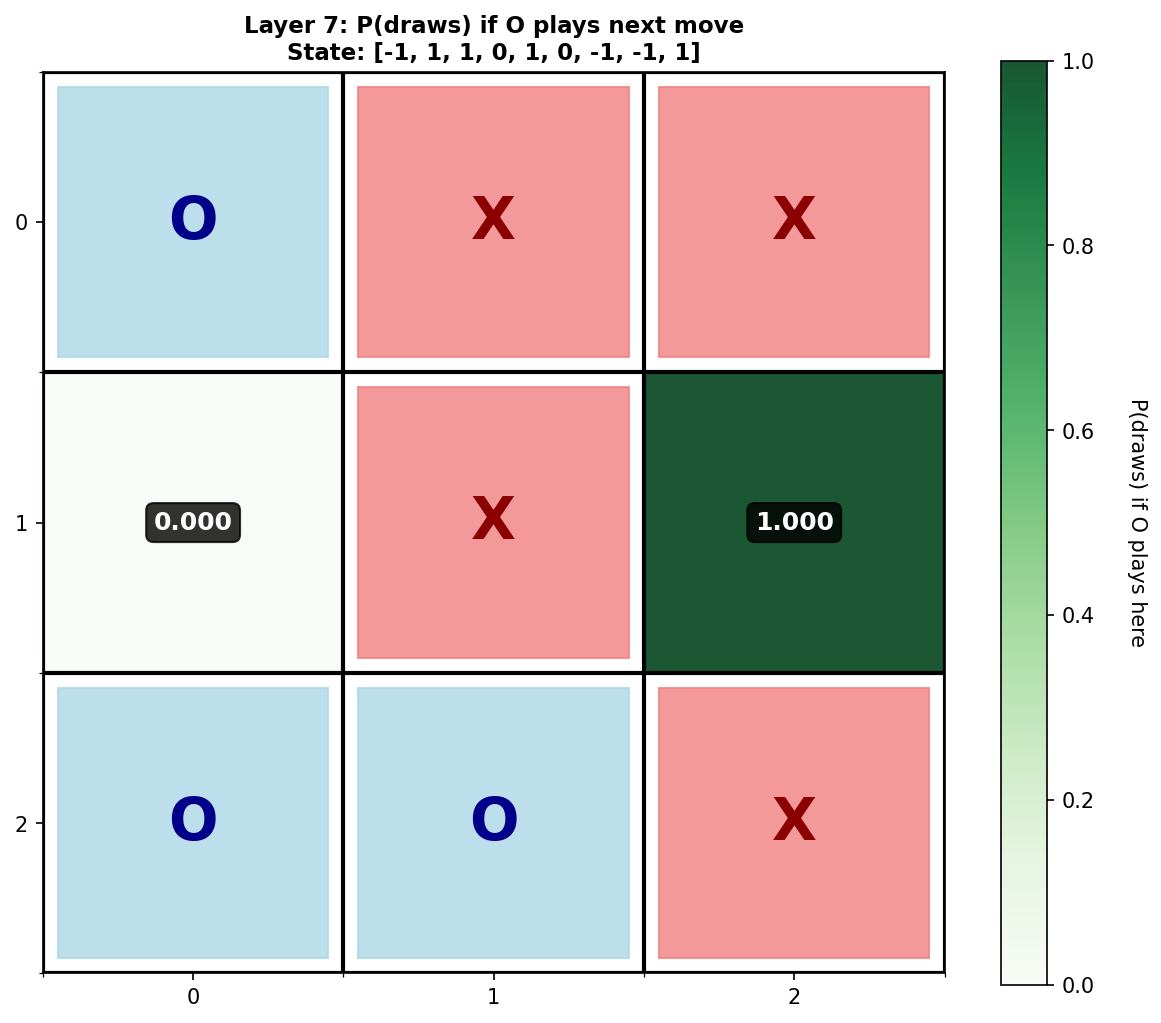 Layer 7: P(draws) if O plays next move
State: [-1, 1, 1, 0, 1, 0, -1, -1, 1]
0
O
X
X
1
0.000
X
1.000
2
O
O
X
0
1
2
1.0
0.8
0.6
0.4
0.2
0.0
P(draws) if O plays here